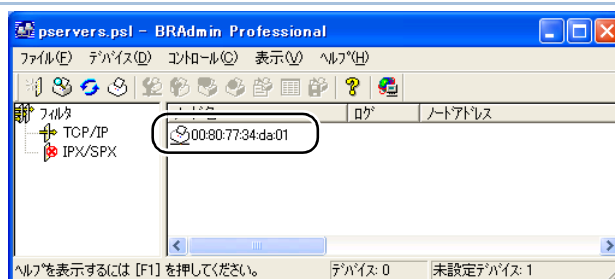 pservers.psl - BRAdmin Professional
ﾌｧｲﾙ(F) ﾃﾞﾊﾞｲｽ(D) ｺﾝﾄﾛｰﾙ(C) 表示(V) ﾍﾙﾌﾟ(H)
ﾌｨﾙﾀ
ﾉｰﾄﾞ名 ﾛｸﾞ ﾉｰﾄﾞｱﾄﾞﾚｽ
TCP/IP
00:80:77:34:da:01
IPX/SPX
ﾍﾙﾌﾟを表示するには [F1] を押してください。 ﾃﾞﾊﾞｲｽ: 0 未設定ﾃﾞﾊﾞｲｽ: 1